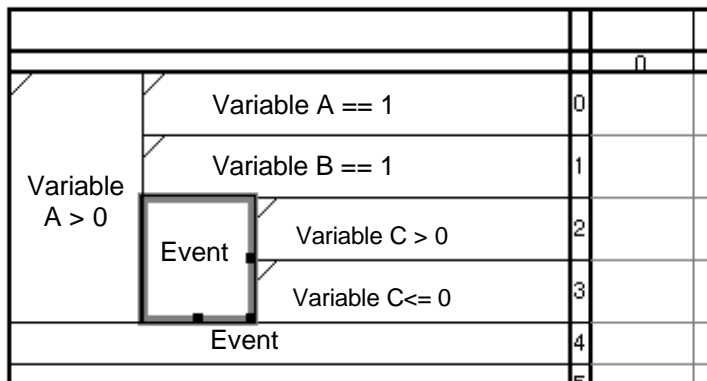 0
Variable A == 1
0
Variable B == 1
1
Variable
A > 0
Event
Variable C > 0
2
Variable C<= 0
3
Event
4